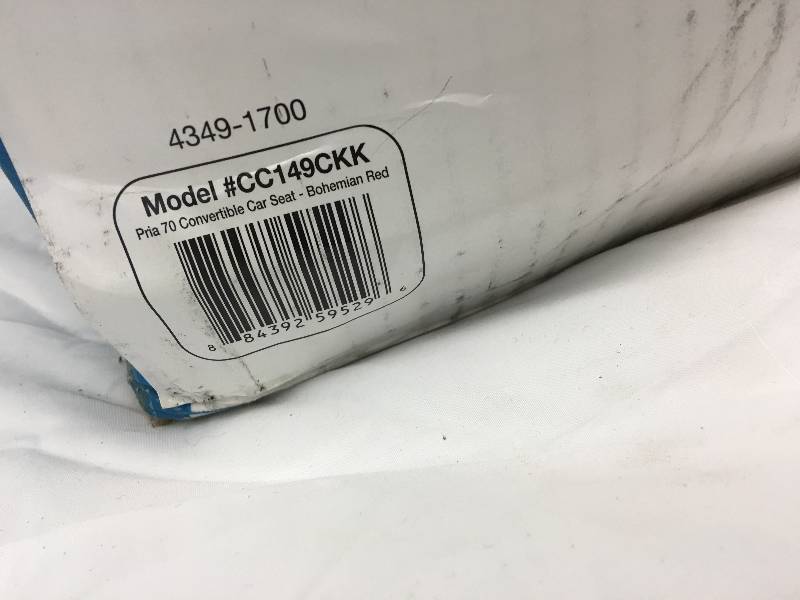 4349-1700
Model #CC149CKK
Pria 70 Convertible Car Seat - Bohemian Red
8 84392 59529 6